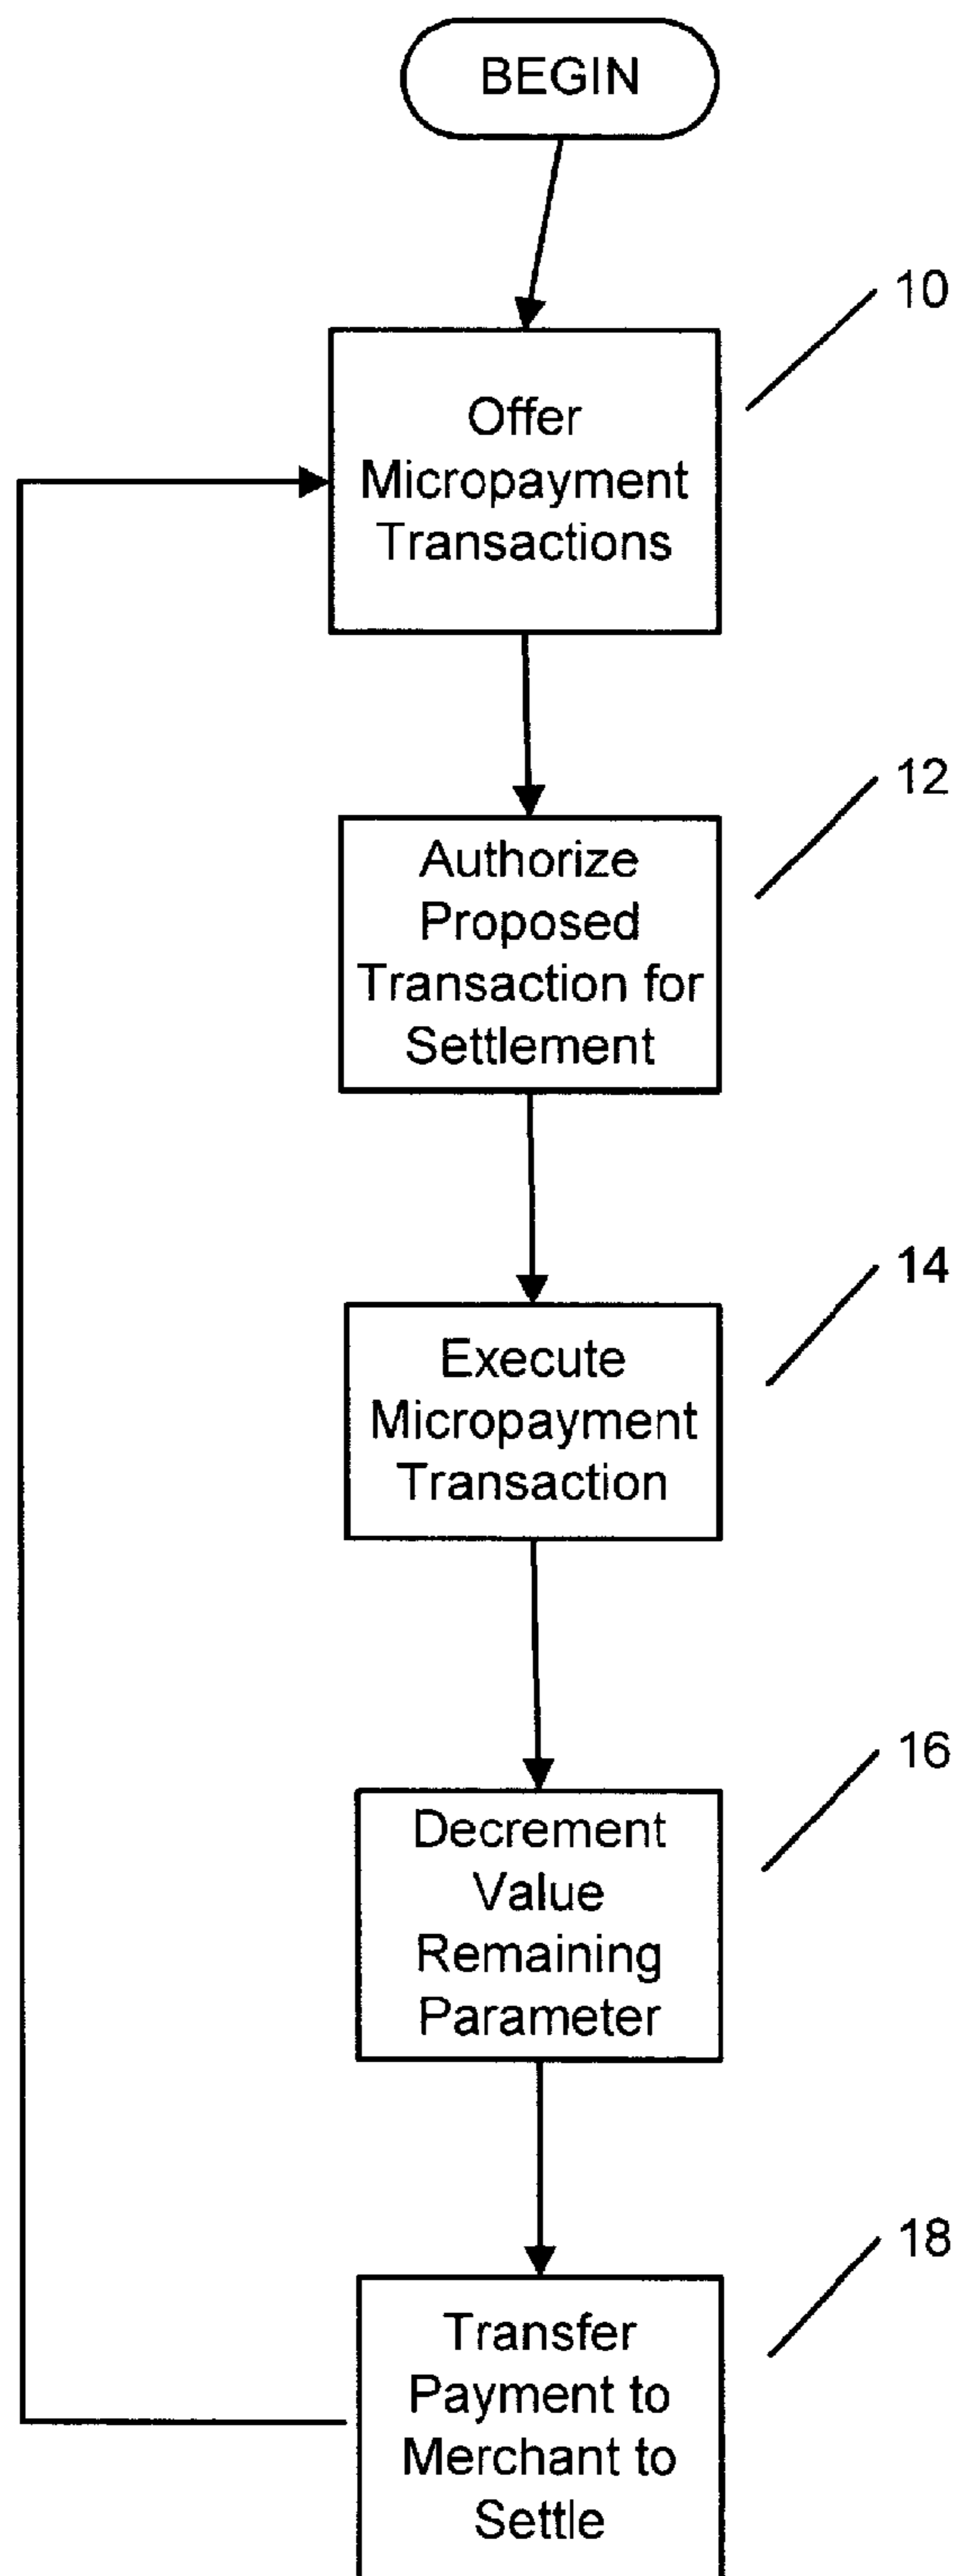 BEGIN
10
Offer
Micropayment
Transactions
12
Authorize
Proposed
Transaction for
Settlement
14
Execute
Micropayment
Transaction
16
Decrement
Value
Remaining
Parameter
18
Transfer
Payment to
Merchant to
Settle